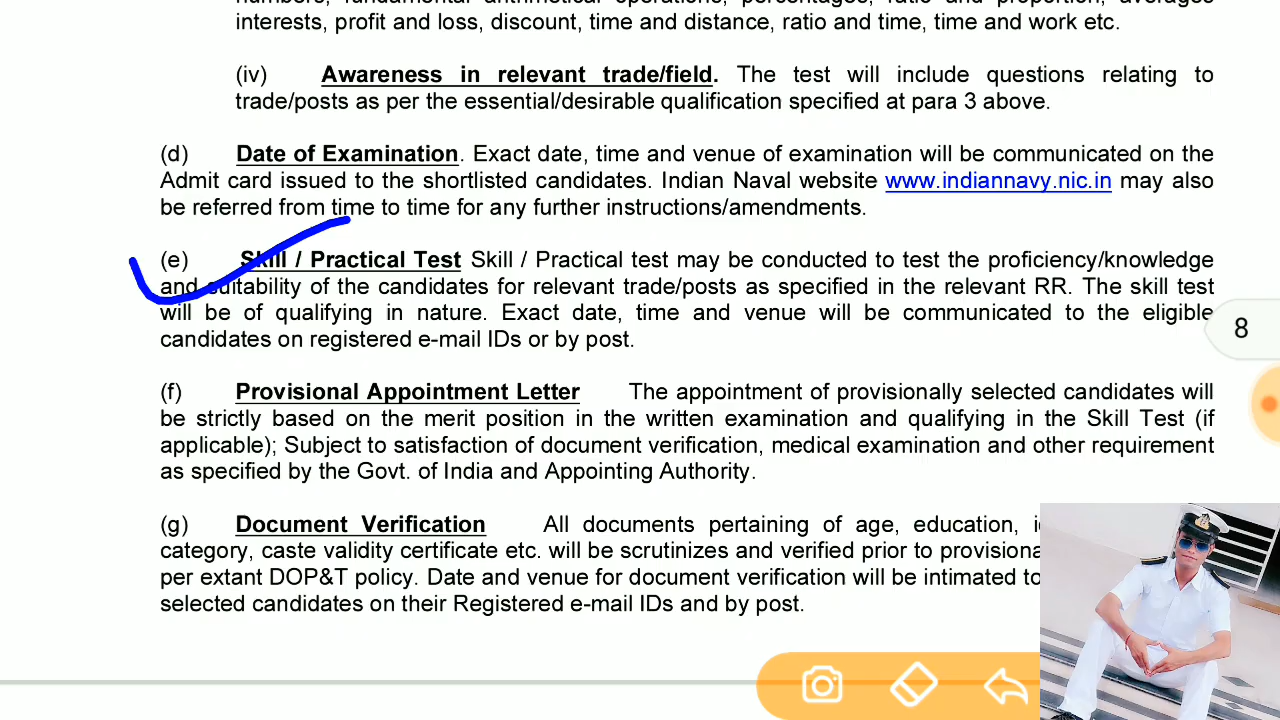 numbers, fundamental arithmetical operations, percentages, ratio and proportion, averages
interests, profit and loss, discount, time and distance, ratio and time, time and work etc.
(iv) Awareness in relevant trade/field. The test will include questions relating to
trade/posts as per the essential/desirable qualification specified at para 3 above.
(d) Date of Examination. Exact date, time and venue of examination will be communicated on the
Admit card issued to the shortlisted candidates. Indian Naval website www.indiannavy.nic.in may also
be referred from time to time for any further instructions/amendments.
(e) Skill / Practical Test Skill / Practical test may be conducted to test the proficiency/knowledge
and suitability of the candidates for relevant trade/posts as specified in the relevant RR. The skill test
will be of qualifying in nature. Exact date, time and venue will be communicated to the eligible
candidates on registered e-mail IDs or by post.
8
(f) Provisional Appointment Letter The appointment of provisionally selected candidates will
be strictly based on the merit position in the written examination and qualifying in the Skill Test (if
applicable); Subject to satisfaction of document verification, medical examination and other requirement
as specified by the Govt. of India and Appointing Authority.
(g) Document Verification All documents pertaining of age, education,
category, caste validity certificate etc. will be scrutinizes and verified prior to
per extant DOP&T policy. Date and venue for document verification will be intimated to
selected candidates on their Registered e-mail IDs and by post.